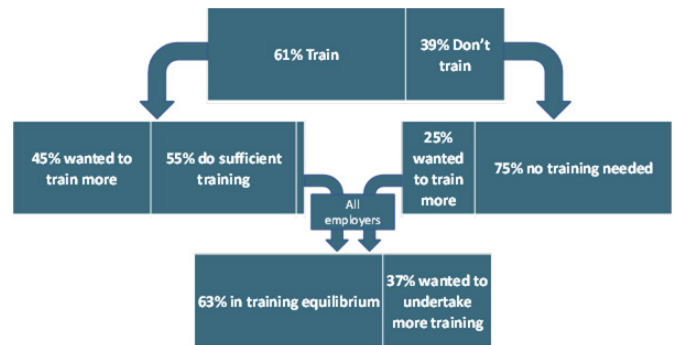 61% Train
39% Don't
train
45% wanted to
train more
55% do sufficient
training
25%
wanted
to train
more
75% no training needed
All
employers
63% in training equilibrium
37% wanted to
undertake
more training